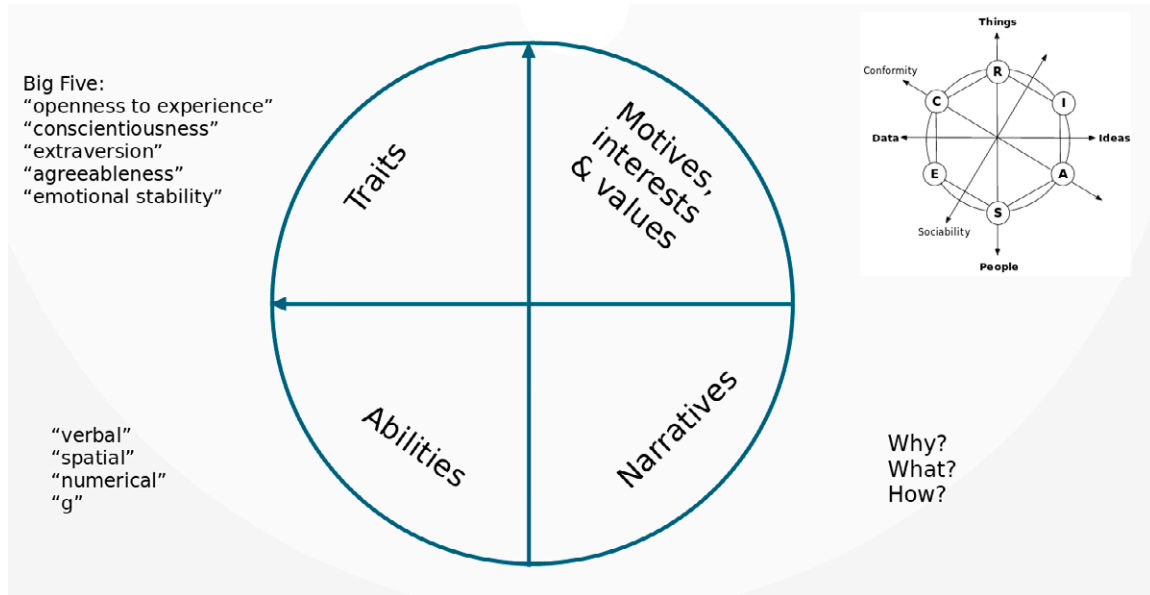 Big Five:
“openness to experience”
“conscientiousness”
“extraversion”
“agreeableness”
“emotional stability”
Traits
Motives,
interests
& values
Things
Conformity
R
C
I
Data
Ideas
E
A
S
Sociability
People
“verbal”
“spatial”
“numerical”
“g”
Abilities
Narratives
Why?
What?
How?